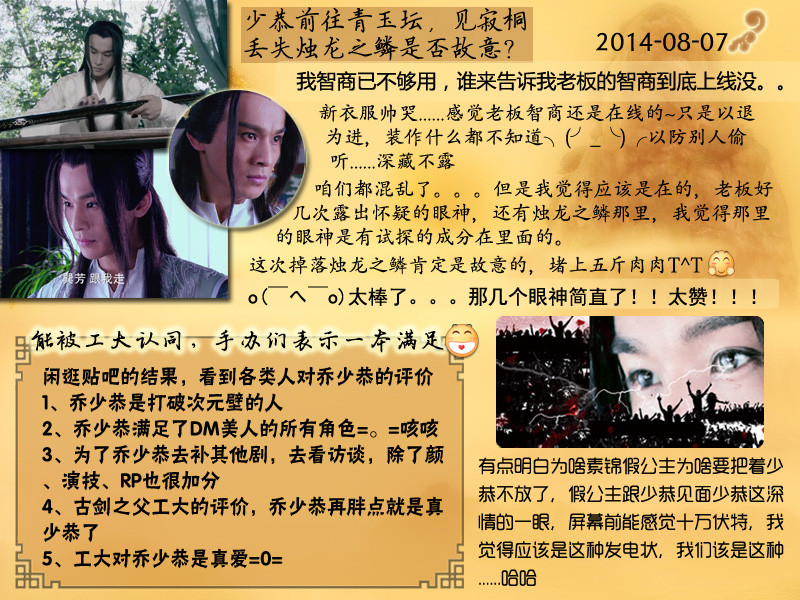 少恭前往青玉坛，见寂桐
丢失烛龙之鳞是否故意？
2014-08-07
我智商已不够用，谁来告诉我老板的智商到底上线没。。
新衣服帅哭......感觉老板智商还是在线的~只是以退
为进，装作什么都不知道╮(╯_╰)╭以防别人偷
听......深藏不露
咱们都混乱了。。。但是我觉得应该是在的，老板好
几次露出怀疑的眼神，还有烛龙之鳞那里，我觉得那里
的眼神是有试探的成分在里面的。
这次掉落烛龙之鳞肯定是故意的，堵上五斤肉肉T^T
o(￣ヘ￣o)太棒了。。。那几个眼神简直了！！太赞！！！
巽芳 跟我走
能被工大认同，手办们表示一本满足
闲逛贴吧的结果，看到各类人对乔少恭的评价
1、乔少恭是打破次元壁的人
2、乔少恭满足了DM美人的所有角色=。=咳咳
3、为了乔少恭去补其他剧，去看访谈，除了颜
、演技、RP也很加分
4、古剑之父工大的评价，乔少恭再胖点就是真
少恭了
5、工大对乔少恭是真爱=0=
有点明白为啥素锦假公主为啥要把着少
恭不放了，假公主跟少恭见面少恭这深
情的一眼，屏幕前能感觉十万伏特，我
觉得应该是这种发电状，我们该是这种
......哈哈